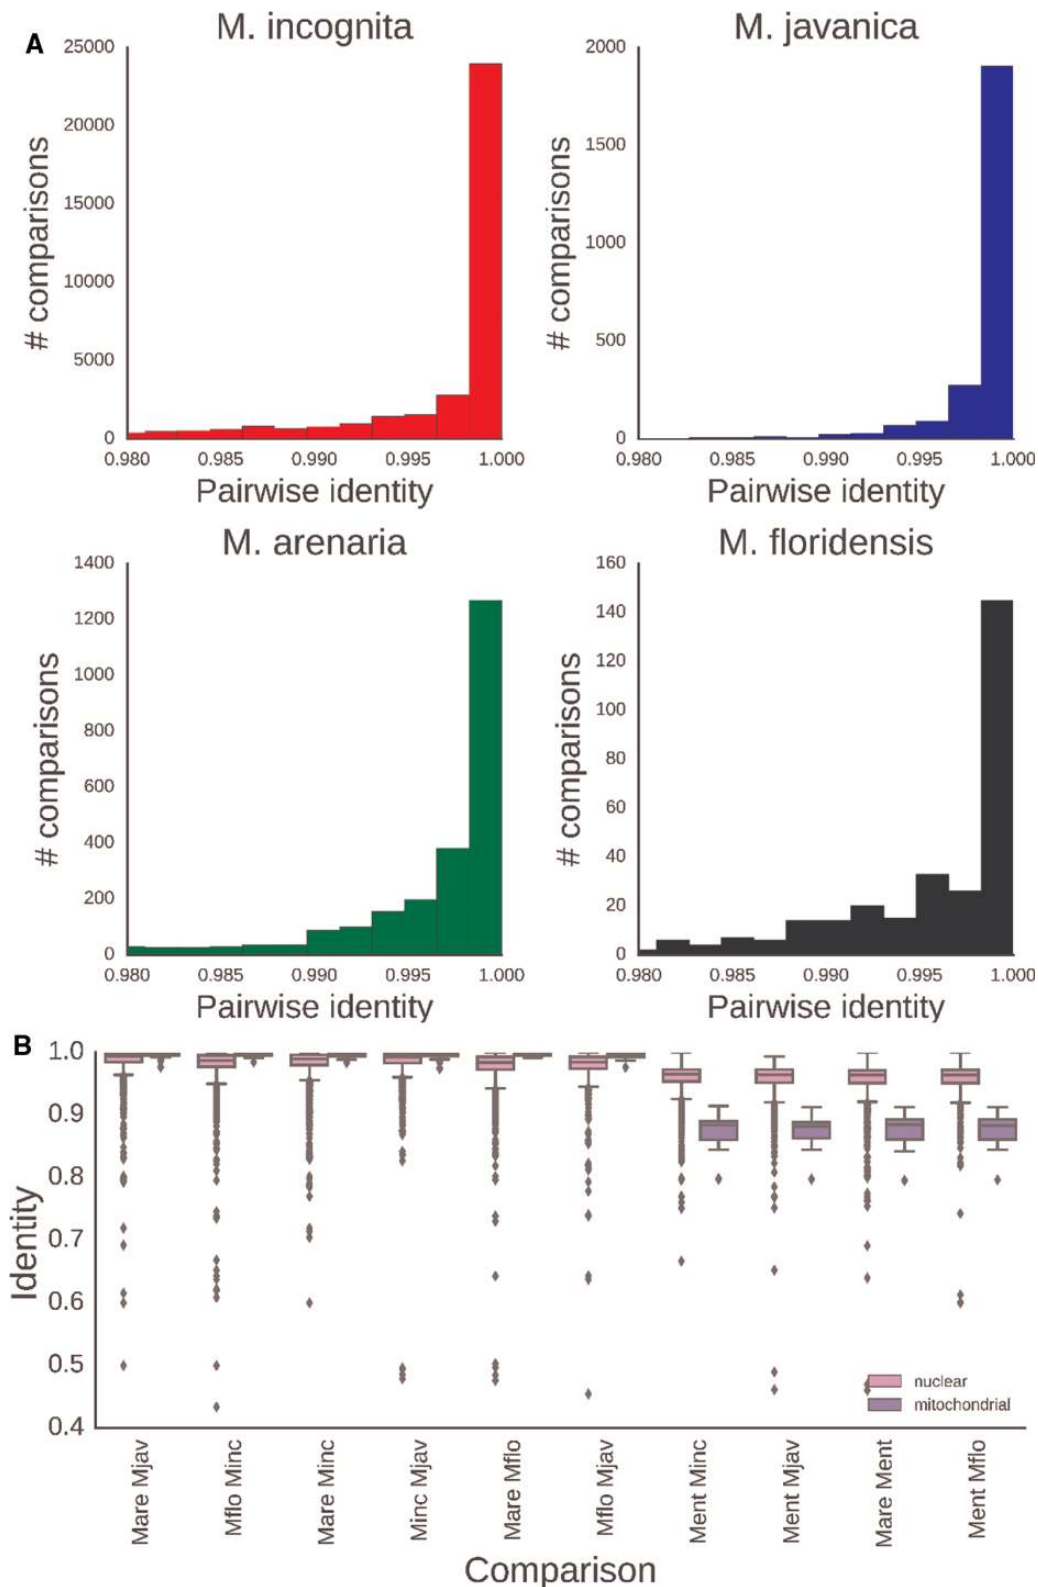 A
M. incognita
M. javanica
25000
20000
15000
10000
5000
0
# comparisons
0.980 0.985 0.990 0.995 1.000
Pairwise identity
2000
1500
1000
500
0
# comparisons
0.980 0.985 0.990 0.995 1.000
Pairwise identity
M. arenaria
M. floridensis
1400
1200
1000
800
600
400
200
0
# comparisons
0.980 0.985 0.990 0.995 1.000
Pairwise identity
160
140
120
100
80
60
40
20
0
# comparisons
0.980 0.985 0.990 0.995 1.000
Pairwise identity
B
1.0
0.9
0.8
0.7
0.6
0.5
0.4
Identity
nuclear
mitochondrial
Mare Mjav
Mflo Minc
Mare Minc
Minc Mjav
Mare Mflo
Mflo Mjav
Ment Minc
Ment Mjav
Mare Ment
Ment Mflo
Comparison